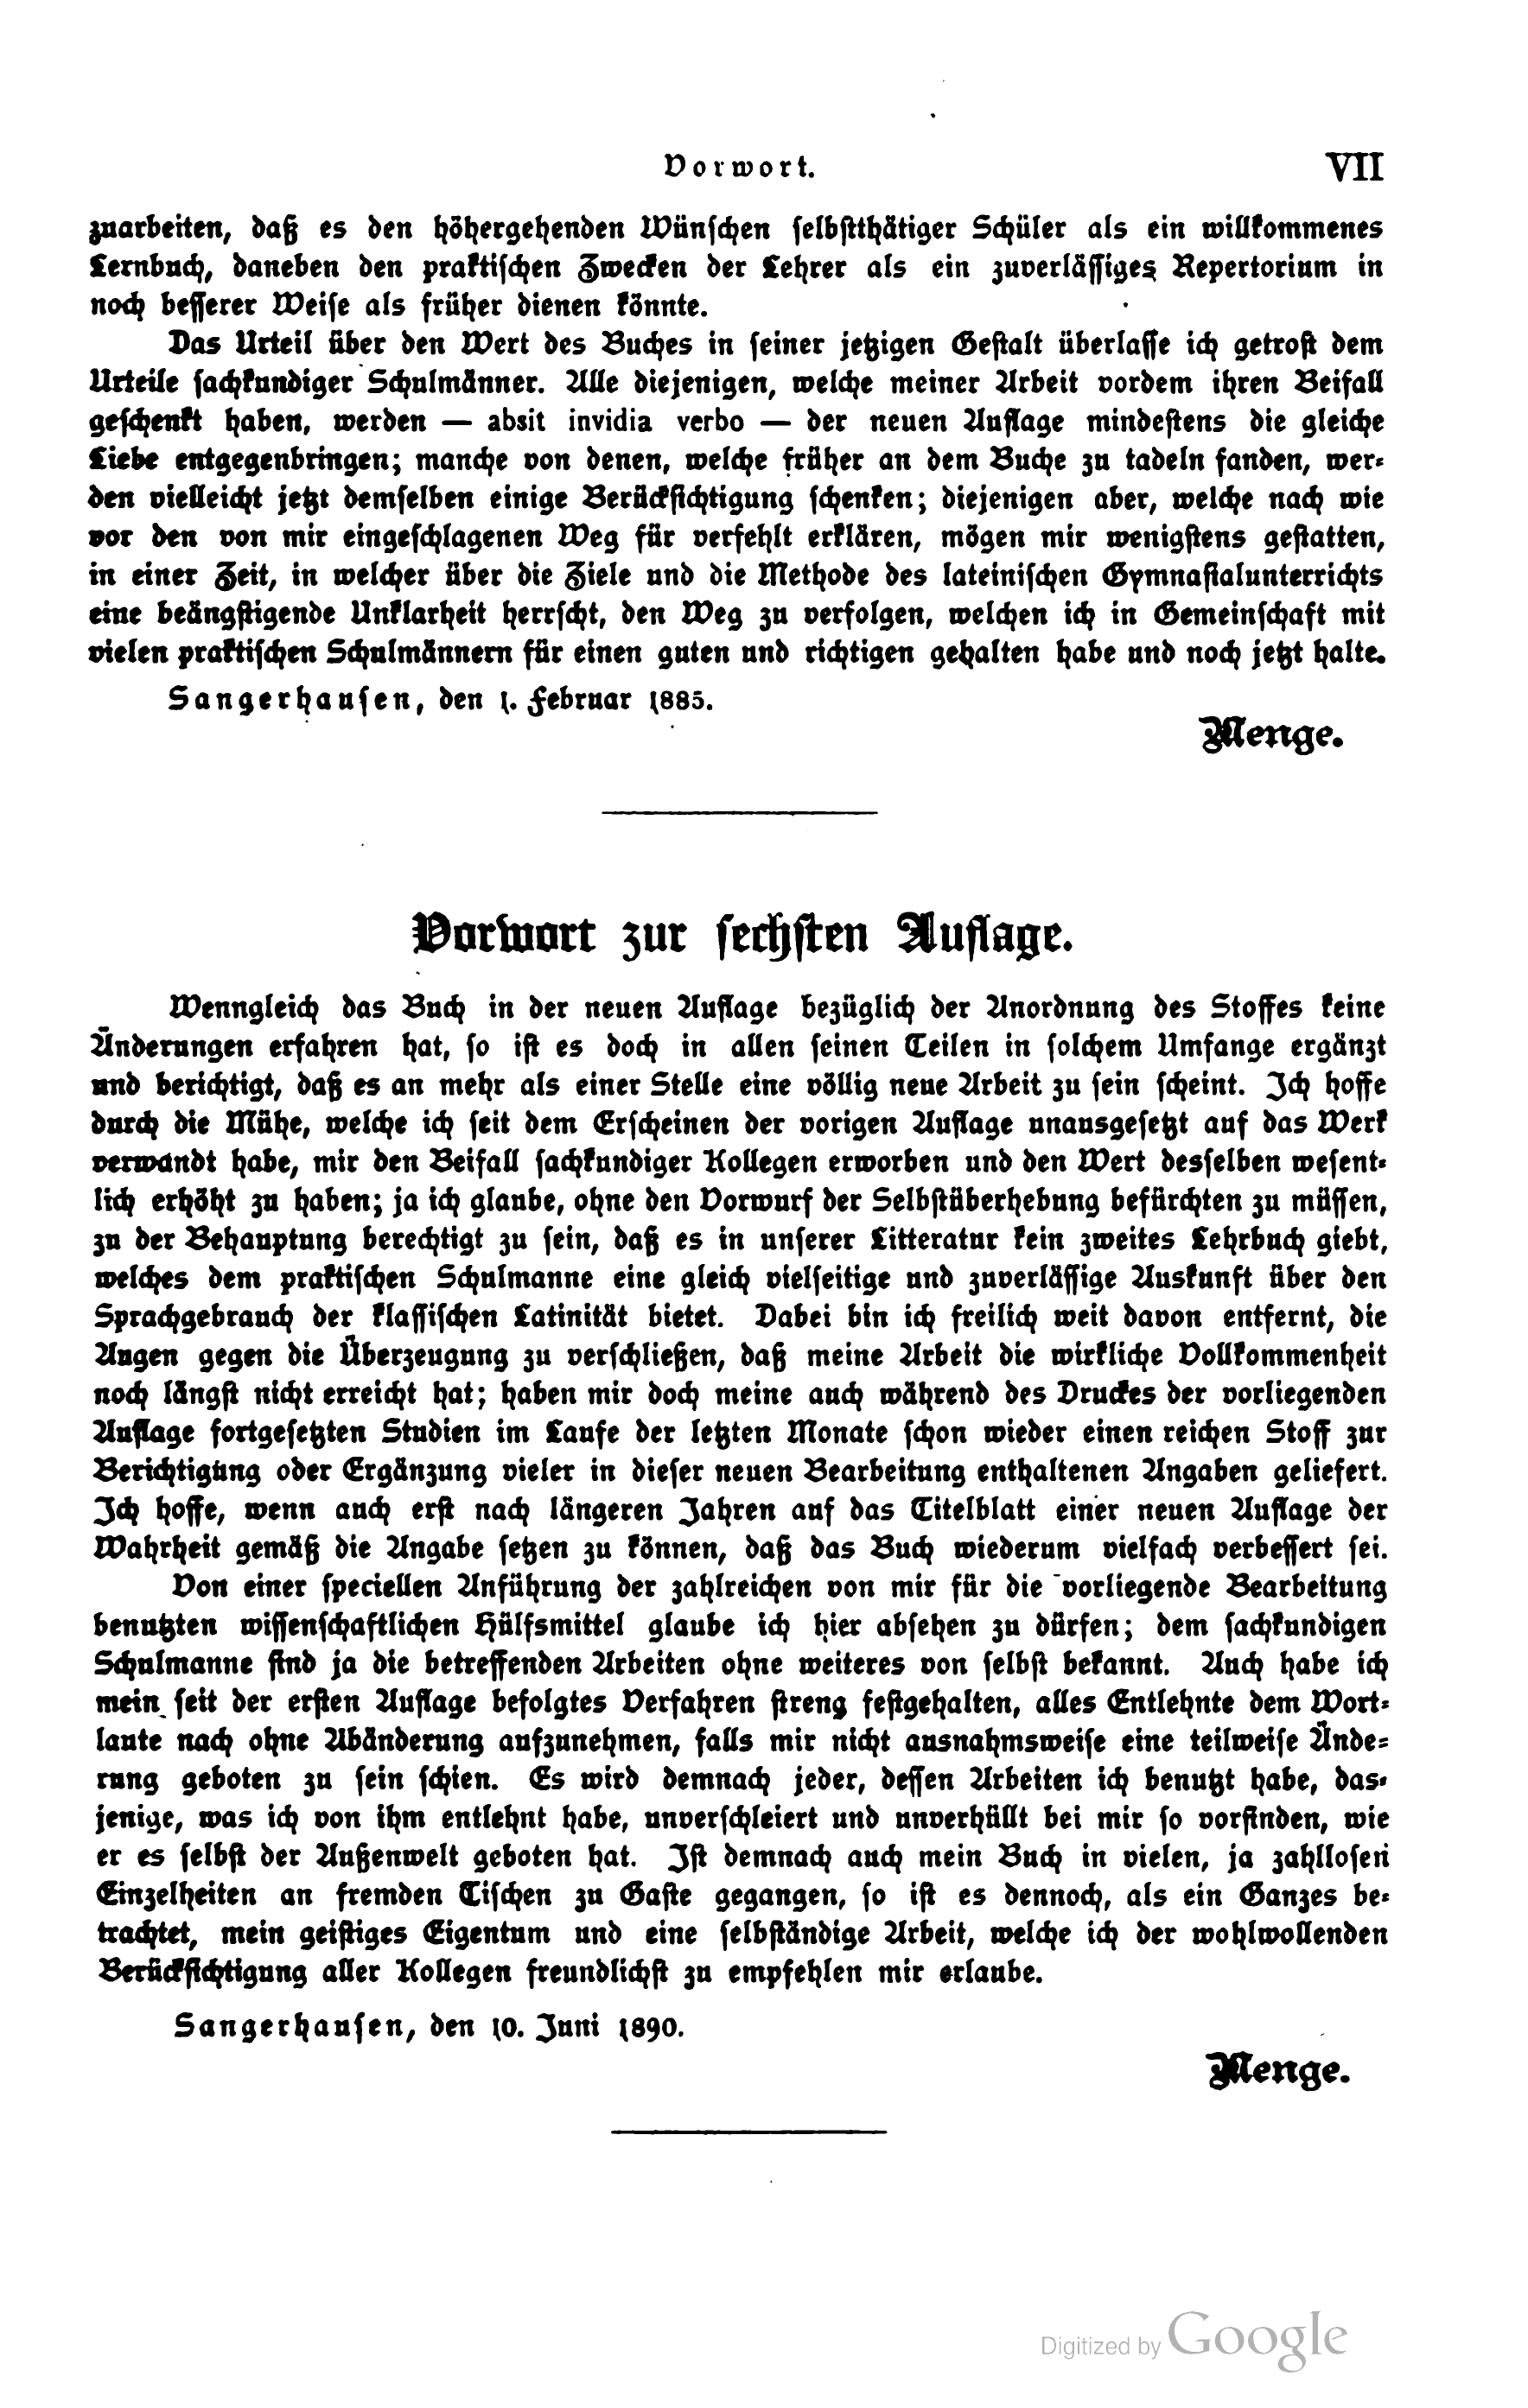 Vorwort. VII
zuarbeiten, daß es den höhergehenden Wünschen selbstthätiger Schüler als ein willkommenes
Lernbuch, daneben den praktischen Zwecken der Lehrer als ein zuverlässiges Repertorium in
noch besserer Weise als früher dienen könnte.
Das Urteil über den Wert des Buches in seiner jetzigen Gestalt überlasse ich getrost dem
Urteile sachkundiger Schulmänner. Alle diejenigen, welche meiner Arbeit vordem ihren Beifall
geschenkt haben, werden — absit invidia verbo — der neuen Auflage mindestens die gleiche
Liebe entgegenbringen; manche von denen, welche früher an dem Buche zu tadeln fanden, wer-
den vielleicht jetzt demselben einige Berücksichtigung schenken; diejenigen aber, welche nach wie
vor den von mir eingeschlagenen Weg für verfehlt erklären, mögen mir wenigstens gestatten,
in einer Zeit, in welcher über die Ziele und die Methode des lateinischen Gymnasialunterrichts
eine beängstigende Unklarheit herrscht, den Weg zu verfolgen, welchen ich in Gemeinschaft mit
vielen praktischen Schulmännern für einen guten und richtigen gehalten habe und noch jetzt halte.
Sangerhausen, den 1. Februar 1885.
Menge.
Vorwort zur sechsten Auflage.
Wenngleich das Buch in der neuen Auflage bezüglich der Anordnung des Stoffes keine
Änderungen erfahren hat, so ist es doch in allen seinen Teilen in solchem Umfange ergänzt
und berichtigt, daß es an mehr als einer Stelle eine völlig neue Arbeit zu sein scheint. Ich hoffe
durch die Mühe, welche ich seit dem Erscheinen der vorigen Auflage unausgesetzt auf das Werk
verwandt habe, mir den Beifall sachkundiger Kollegen erworben und den Wert desselben wesent-
lich erhöht zu haben; ja ich glaube, ohne den Vorwurf der Selbstüberhebung befürchten zu müssen,
zu der Behauptung berechtigt zu sein, daß es in unserer Litteratur kein zweites Lehrbuch giebt,
welches dem praktischen Schulmanne eine gleich vielseitige und zuverlässige Auskunft über den
Sprachgebrauch der klassischen Latinität bietet. Dabei bin ich freilich weit davon entfernt, die
Augen gegen die Überzeugung zu verschließen, daß meine Arbeit die wirkliche Vollkommenheit
noch längst nicht erreicht hat; haben mir doch meine auch während des Druckes der vorliegenden
Auflage fortgesetzten Studien im Laufe der letzten Monate schon wieder einen reichen Stoff zur
Berichtigung oder Ergänzung vieler in dieser neuen Bearbeitung enthaltenen Angaben geliefert.
Ich hoffe, wenn auch erst nach längeren Jahren auf das Titelblatt einer neuen Auflage der
Wahrheit gemäß die Angabe setzen zu können, daß das Buch wiederum vielfach verbessert sei.
Von einer speciellen Anführung der zahlreichen von mir für die vorliegende Bearbeitung
benutzten wissenschaftlichen Hülfsmittel glaube ich hier absehen zu dürfen; dem sachkundigen
Schulmanne sind ja die betreffenden Arbeiten ohne weiteres von selbst bekannt. Auch habe ich
mein seit der ersten Auflage befolgtes Verfahren streng festgehalten, alles Entlehnte dem Wort-
laute nach ohne Abänderung aufzunehmen, falls mir nicht ausnahmsweise eine teilweise Ände-
rung geboten zu sein schien. Es wird demnach jeder, dessen Arbeiten ich benutzt habe, das-
jenige, was ich von ihm entlehnt habe, unverschleiert und unverhüllt bei mir so vorfinden, wie
er es selbst der Außenwelt geboten hat. Ist demnach auch mein Buch in vielen, ja zahllosen
Einzelheiten an fremden Tischen zu Gaste gegangen, so ist es dennoch, als ein Ganzes be-
trachtet, mein geistiges Eigentum und eine selbständige Arbeit, welche ich der wohlwollenden
Berücksichtigung aller Kollegen freundlichst zu empfehlen mir erlaube.
Sangerhausen, den 10. Juni 1890.
Menge.
Digitized by Google